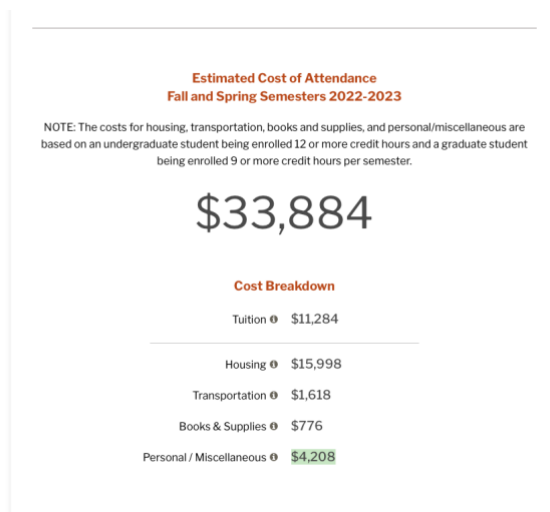 Estimated Cost of Attendance
Fall and Spring Semesters 2022-2023
NOTE: The costs for housing, transportation, books and supplies, and personal/miscellaneous are
based on an undergraduate student being enrolled 12 or more credit hours and a graduate student
being enrolled 9 or more credit hours per semester.
$33,884
Cost Breakdown
Tuition $11,284
Housing $15,998
Transportation $1,618
Books & Supplies $776
Personal / Miscellaneous $4,208